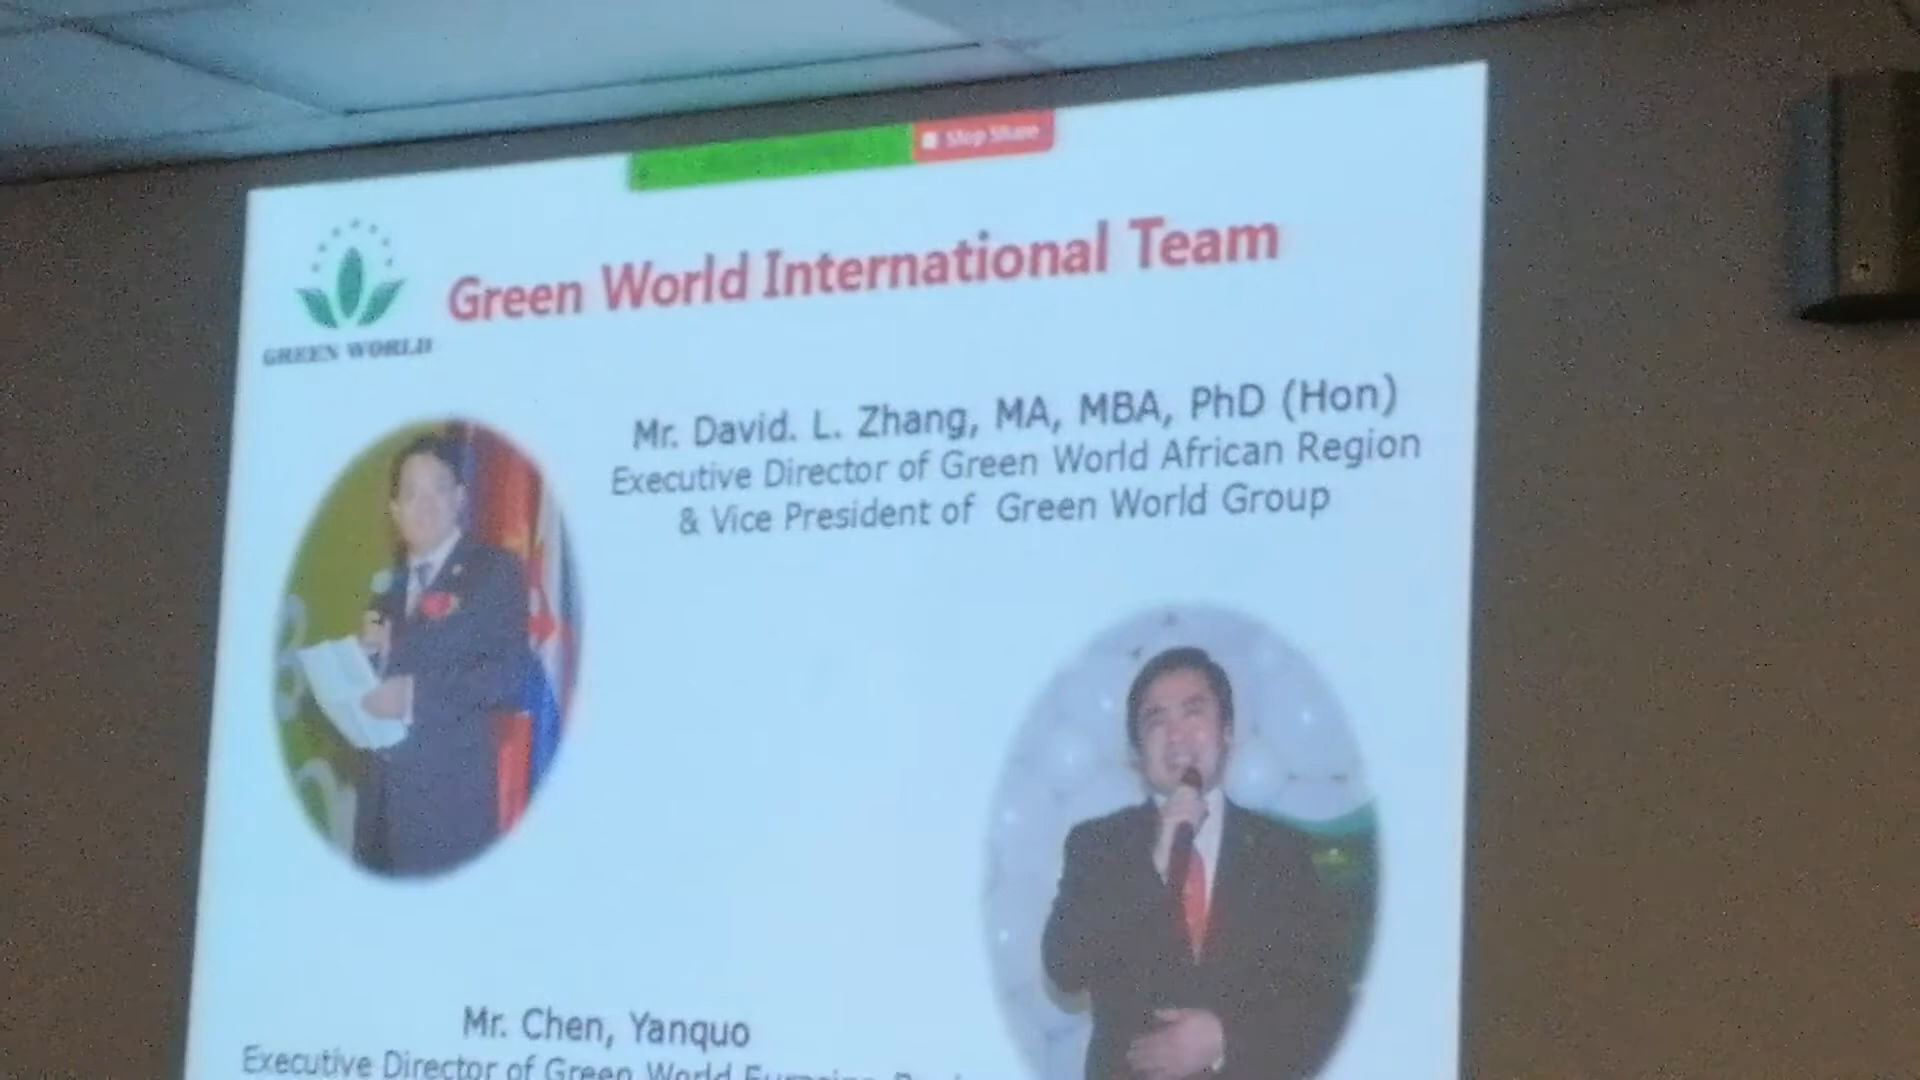 Stop Share
Green World International Team
GREEN WORLD
Mr. David. L. Zhang, MA, MBA, PhD (Hon)
Executive Director of Green World African Region
& Vice President of Green World Group
Mr. Chen, Yanquo
Executive Director of Green World